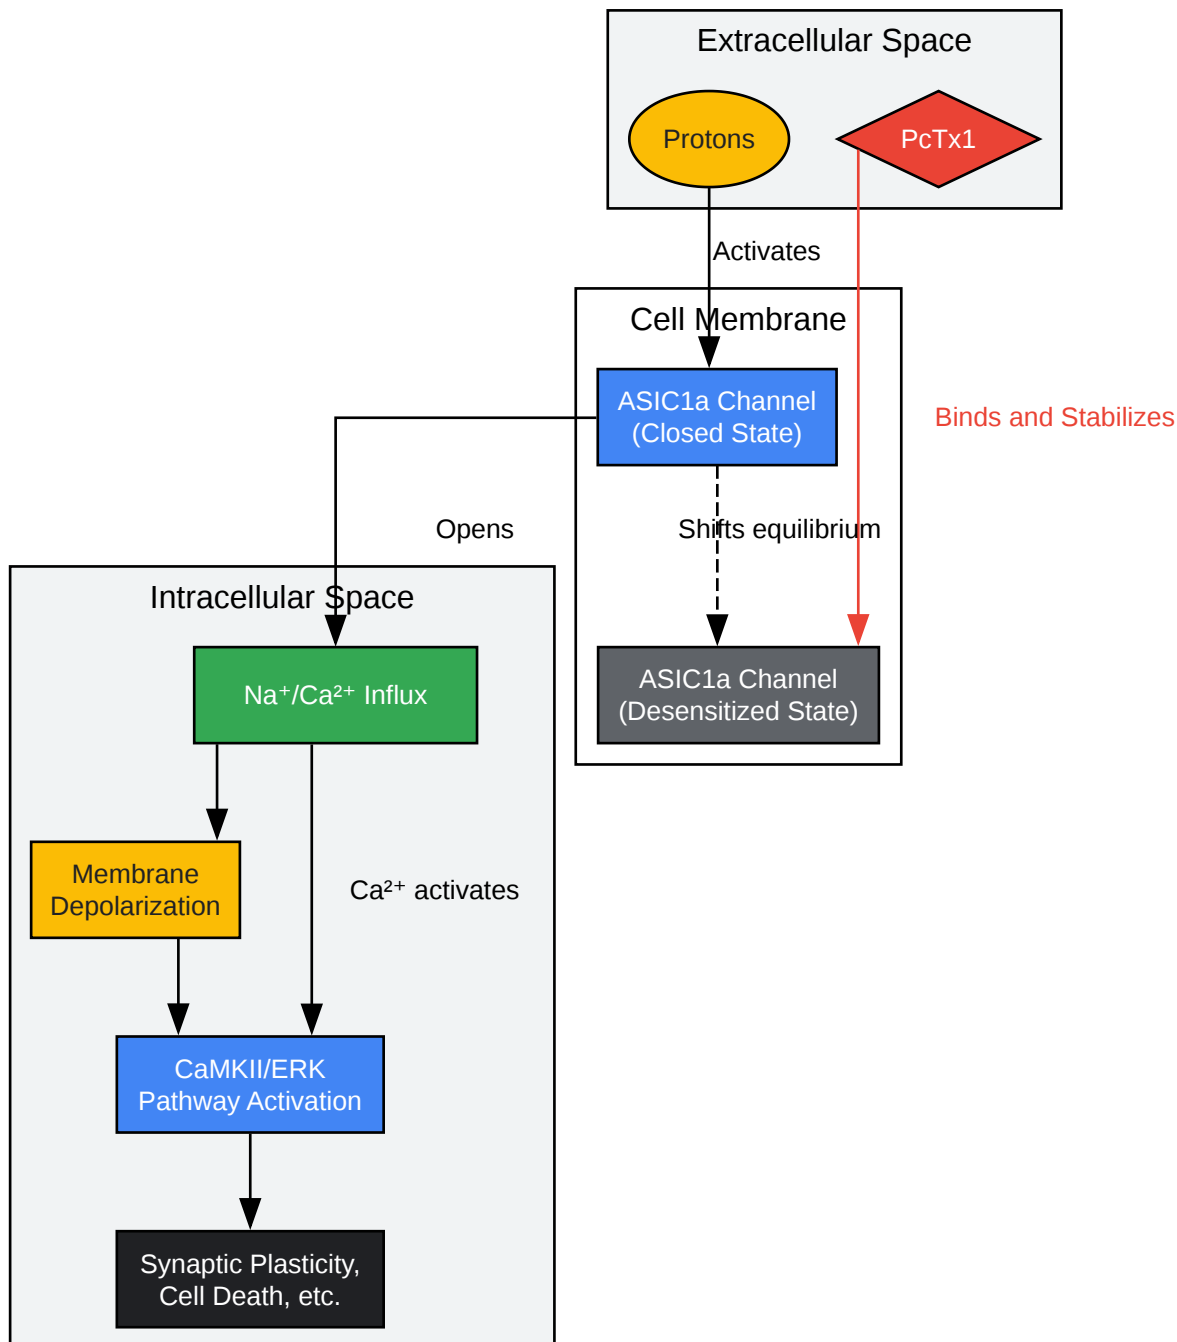 Extracellular Space
Protons
PcTx1
Activates
Cell Membrane
ASIC1a Channel
(Closed State)
Binds and Stabilizes
Opens
Shifts equilibrium
Intracellular Space
Na⁺/Ca²⁺ Influx
ASIC1a Channel
(Desensitized State)
Membrane
Depolarization
Ca²⁺ activates
CaMKII/ERK
Pathway Activation
Synaptic Plasticity,
Cell Death, etc.